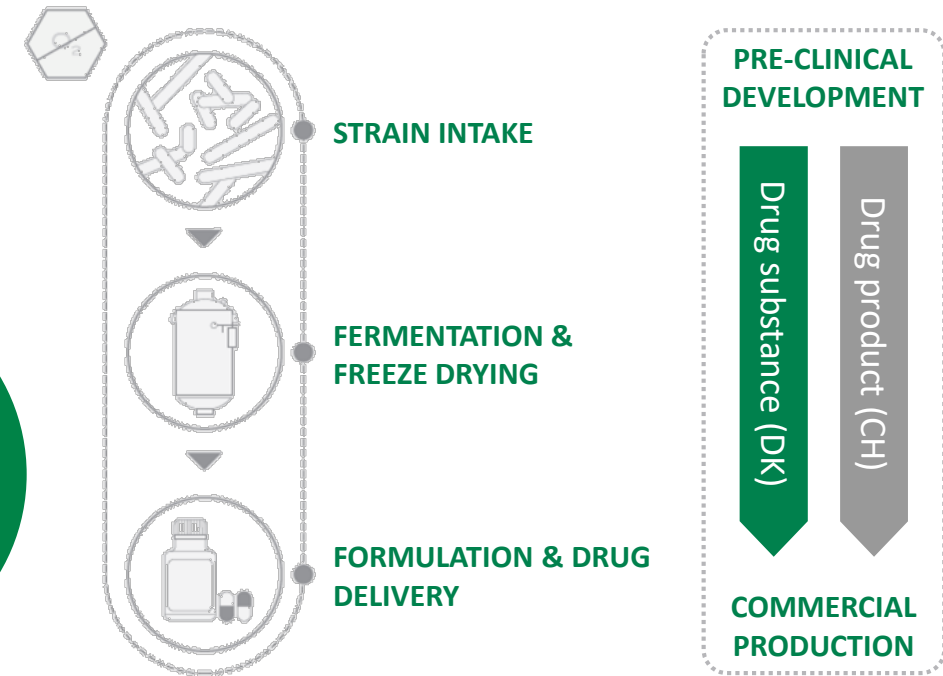 O₂
STRAIN INTAKE
FERMENTATION &
FREEZE DRYING
FORMULATION & DRUG
DELIVERY
PRE-CLINICAL
DEVELOPMENT
Drug substance (DK)
Drug product (CH)
COMMERCIAL
PRODUCTION